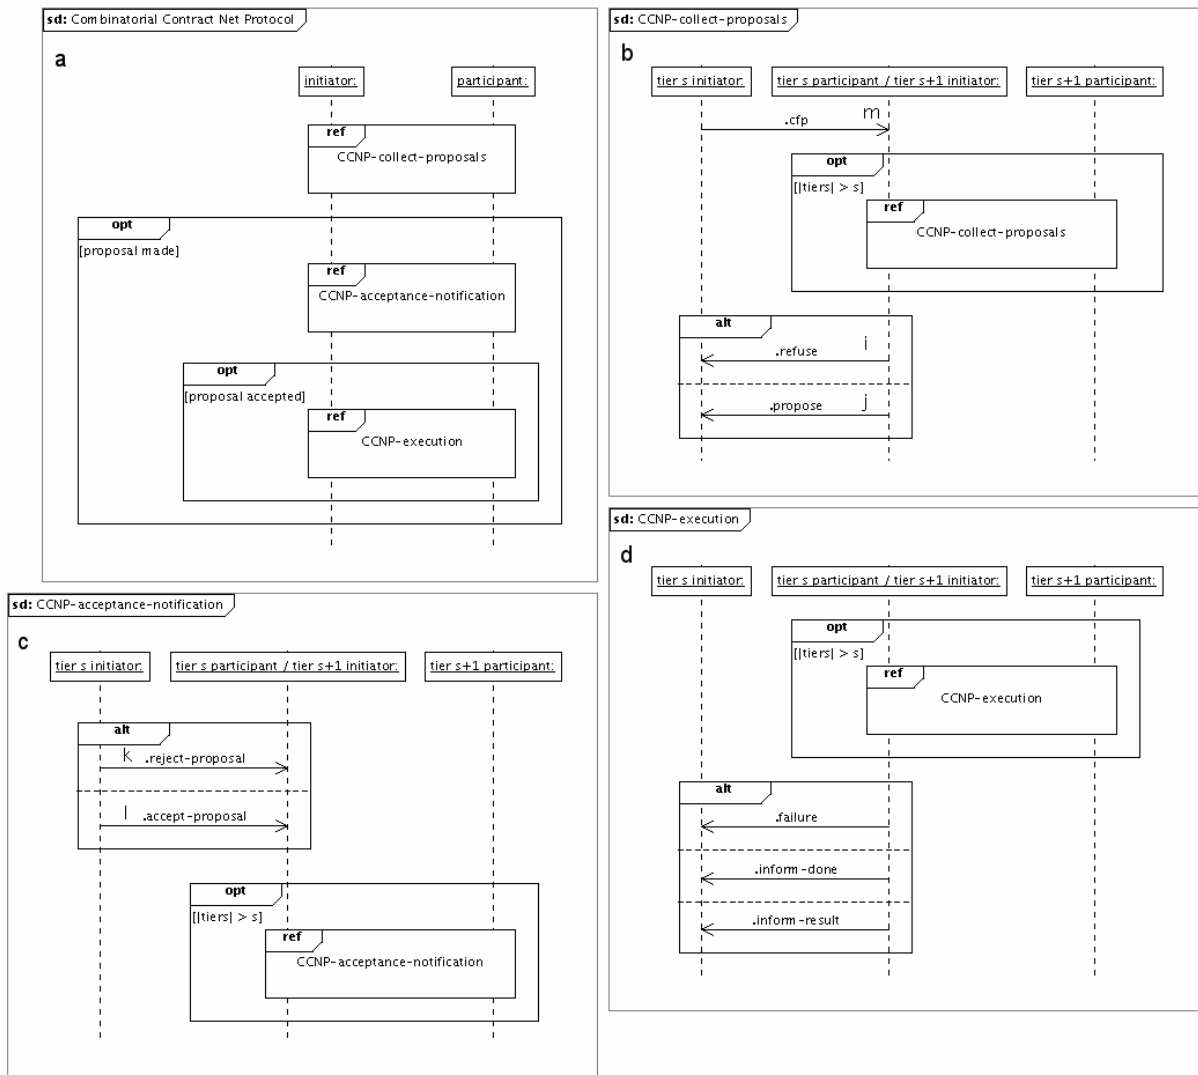 sd: Combinatorial Contract Net Protocol
a
initiator:
participant:
ref
CCNP-collect-proposals
opt
[proposal made]
ref
CCNP-acceptance-notification
opt
[proposal accepted]
ref
CCNP-execution
sd: CCNP-collect-proposals
b
tier s initiator:
tier s participant / tier s+1 initiator:
tier s+1 participant:
.cfp
m
opt
[|tiers| > s]
ref
CCNP-collect-proposals
alt
.refuse
i
.propose
j
sd: CCNP-acceptance-notification
c
tier s initiator:
tier s participant / tier s+1 initiator:
tier s+1 participant:
alt
k .reject-proposal
l .accept-proposal
opt
[|tiers| > s]
ref
CCNP-acceptance-notification
sd: CCNP-execution
d
tier s initiator:
tier s participant / tier s+1 initiator:
tier s+1 participant:
opt
[|tiers| > s]
ref
CCNP-execution
alt
.failure
.inform-done
.inform-result